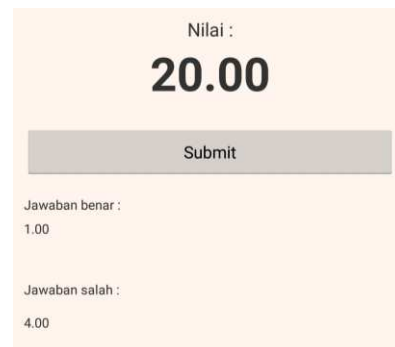 Nilai :
20.00
Submit
Jawaban benar :
1.00
Jawaban salah :
4.00